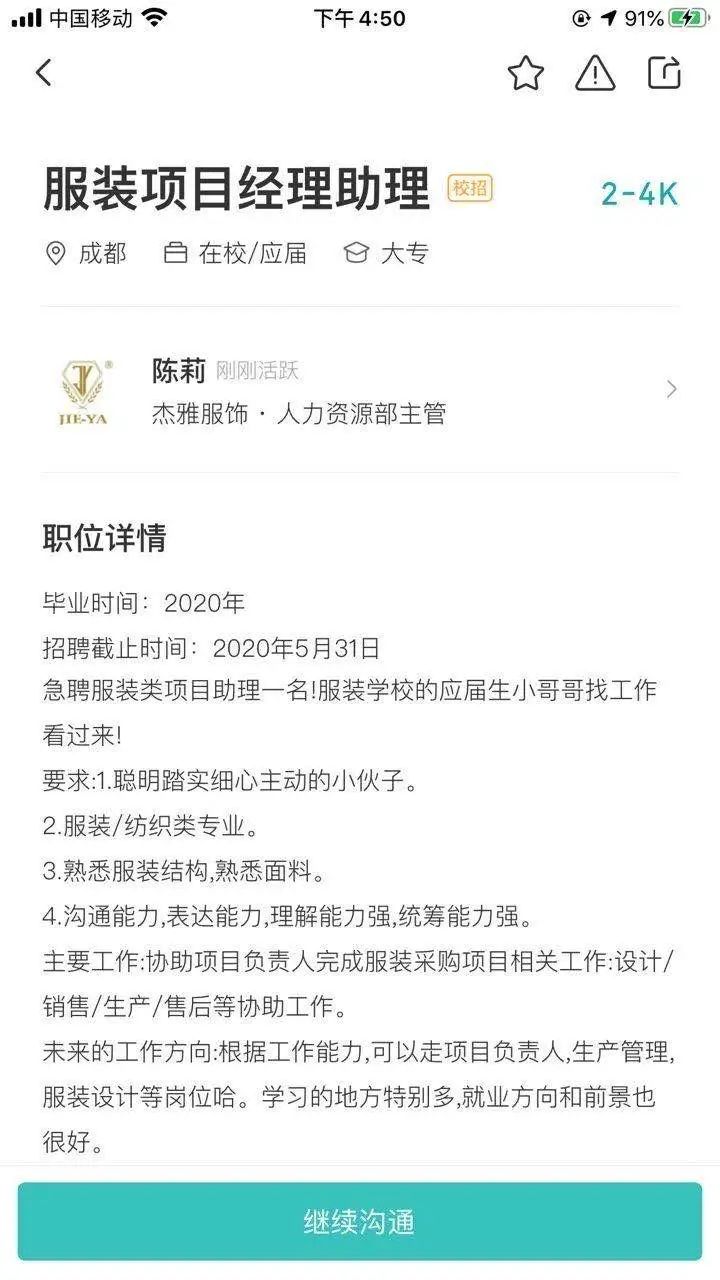 中国移动 下午4:50 91%
服装项目经理助理 校招 2-4K
成都 在校/应届 大专
陈莉 刚刚活跃
JIE-YA 杰雅服饰·人力资源部主管
职位详情
毕业时间：2020年
招聘截止时间：2020年5月31日
急聘服装类项目助理一名!服装学校的应届生小哥哥找工作
看过来!
要求:1.聪明踏实细心主动的小伙子。
2.服装/纺织类专业。
3.熟悉服装结构,熟悉面料。
4.沟通能力,表达能力,理解能力强,统筹能力强。
主要工作:协助项目负责人完成服装采购项目相关工作:设计/
销售/生产/售后等协助工作。
未来的工作方向:根据工作能力,可以走项目负责人,生产管理,
服装设计等岗位哈。学习的地方特别多,就业方向和前景也
很好。
继续沟通